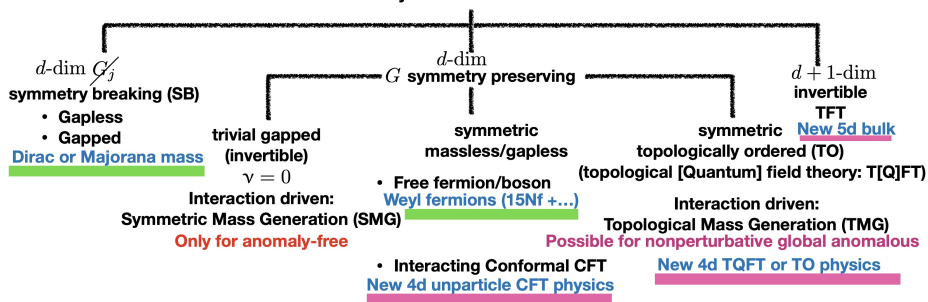 d-dim G̸_j
symmetry breaking (SB)
• Gapless
• Gapped
Dirac or Majorana mass
d-dim
G symmetry preserving
trivial gapped
(invertible)
ν = 0
Interaction driven:
Symmetric Mass Generation (SMG)
Only for anomaly-free
symmetric
massless/gapless
• Free fermion/boson
Weyl fermions (15Nf +…)
• Interacting Conformal CFT
New 4d unparticle CFT physics
symmetric
topologically ordered (TO)
(topological [Quantum] field theory: T[Q]FT)
Interaction driven:
Topological Mass Generation (TMG)
Possible for nonperturbative global anomalous
New 4d TQFT or TO physics
d + 1-dim
invertible
TFT
New 5d bulk